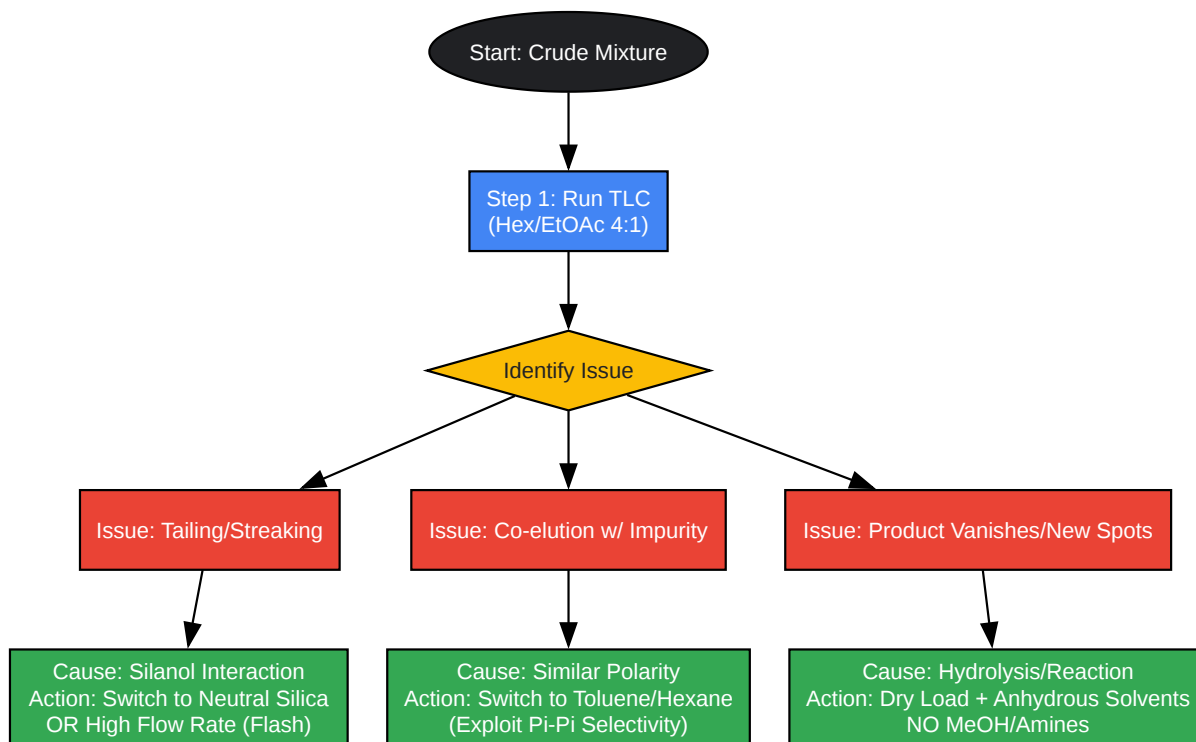 Start: Crude Mixture
Step 1: Run TLC
(Hex/EtOAc 4:1)
Identify Issue
Issue: Tailing/Streaking
Issue: Co-elution w/ Impurity
Issue: Product Vanishes/New Spots
Cause: Silanol Interaction
Action: Switch to Neutral Silica
OR High Flow Rate (Flash)
Cause: Similar Polarity
Action: Switch to Toluene/Hexane
(Exploit Pi-Pi Selectivity)
Cause: Hydrolysis/Reaction
Action: Dry Load + Anhydrous Solvents
NO MeOH/Amines